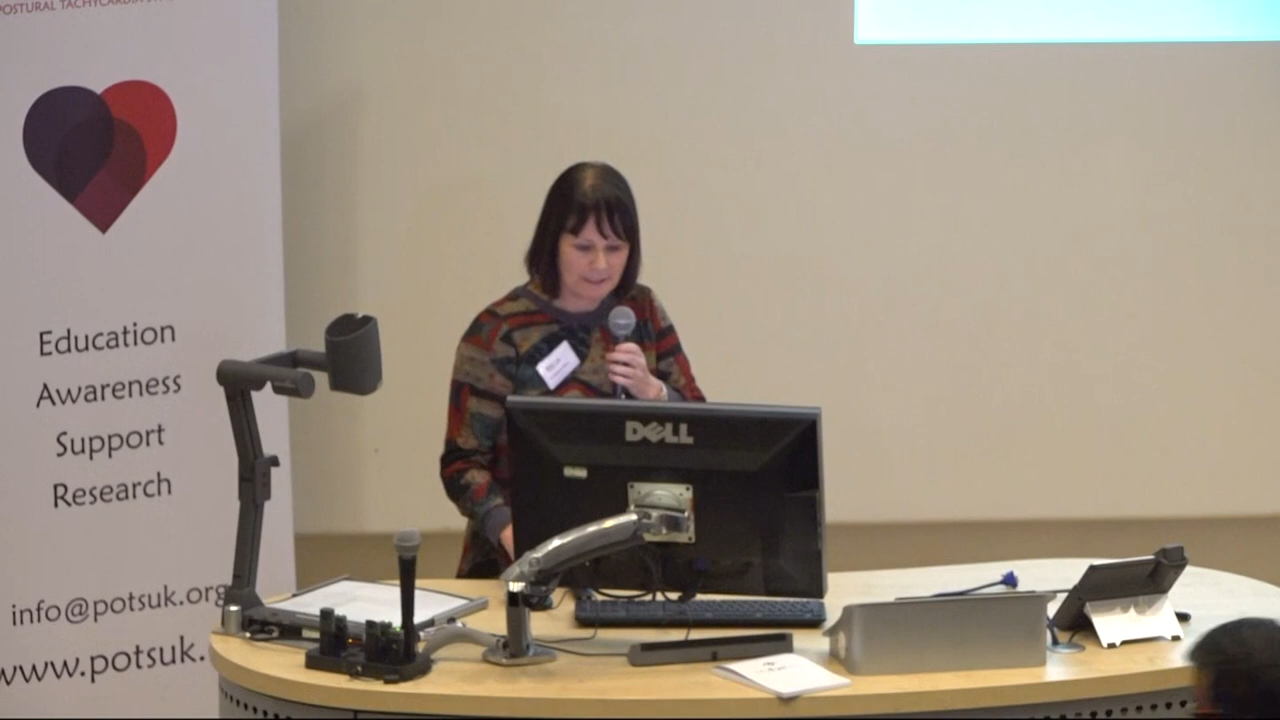 POSTURAL TACHYCARDIA
Education
Awareness
Support
Research
info@potsuk.org
www.potsuk.
DELL